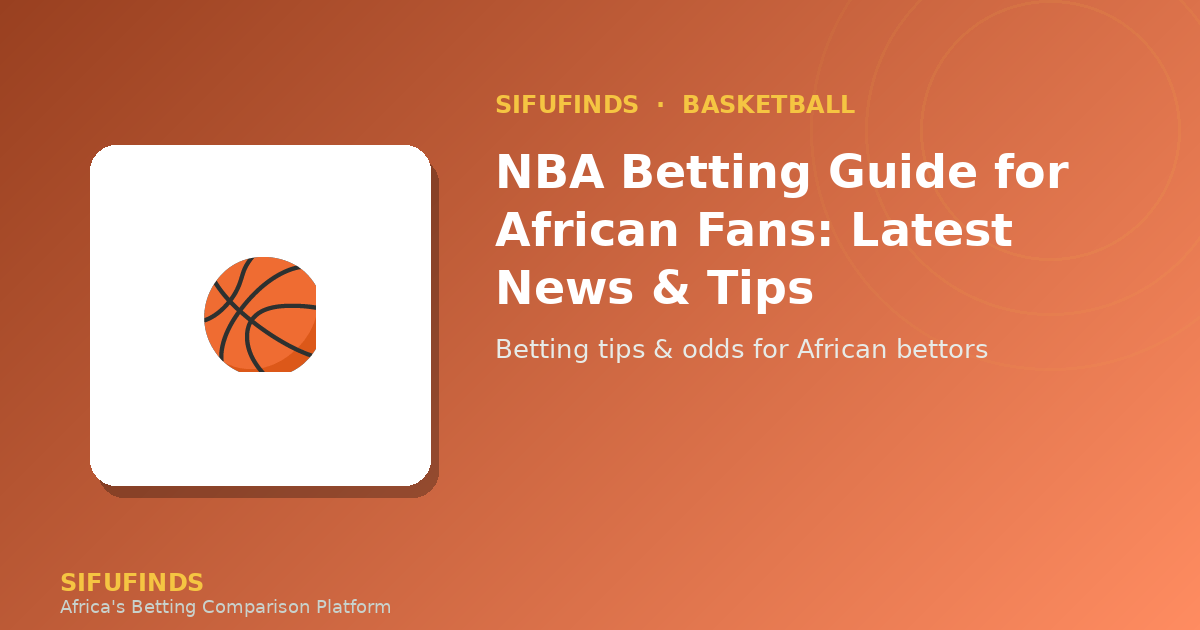 SIFUFINDS · BASKETBALL
NBA Betting Guide for
African Fans: Latest
News & Tips
Betting tips & odds for African bettors
SIFUFINDS
Africa's Betting Comparison Platform